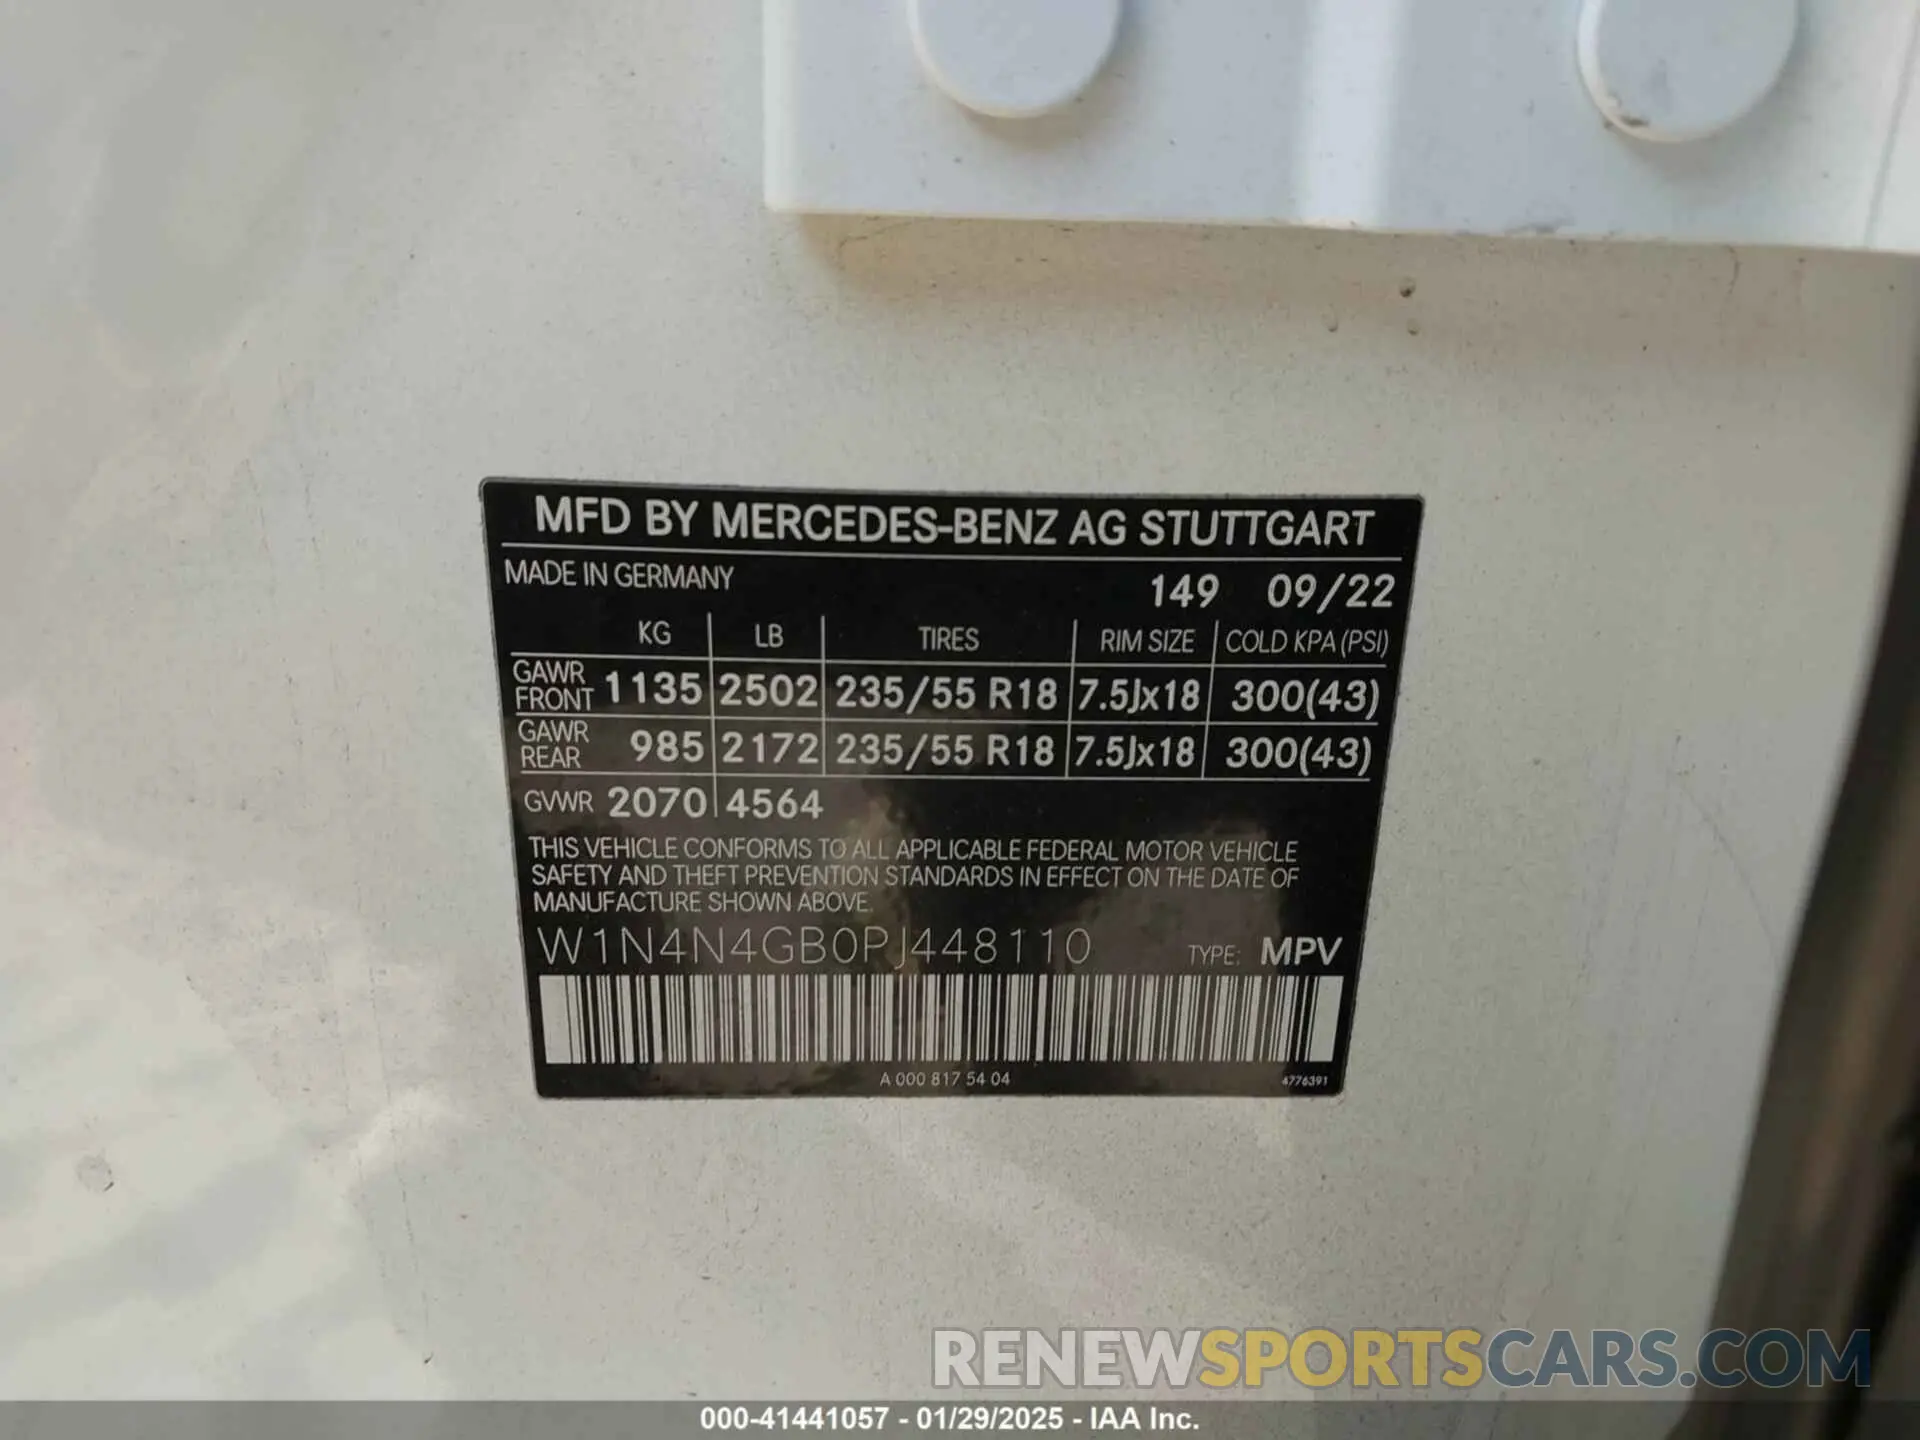 MFD BY MERCEDES-BENZ AG STUTTGART
MADE IN GERMANY 149 09/22
KG LB TIRES RIM SIZE COLD KPA (PSI)
GAWR FRONT 1135 2502 235/55 R18 7.5Jx18 300(43)
GAWR REAR 985 2172 235/55 R18 7.5Jx18 300(43)
GVWR 2070 4564
THIS VEHICLE CONFORMS TO ALL APPLICABLE FEDERAL MOTOR VEHICLE
SAFETY AND THEFT PREVENTION STANDARDS IN EFFECT ON THE DATE OF
MANUFACTURE SHOWN ABOVE.
W1N4N4GB0PJ448110 TYPE: MPV
A 000 817 54 04 4776391
RENEWSPORTSCARS.COM
000-41441057 - 01/29/2025 - IAA Inc.